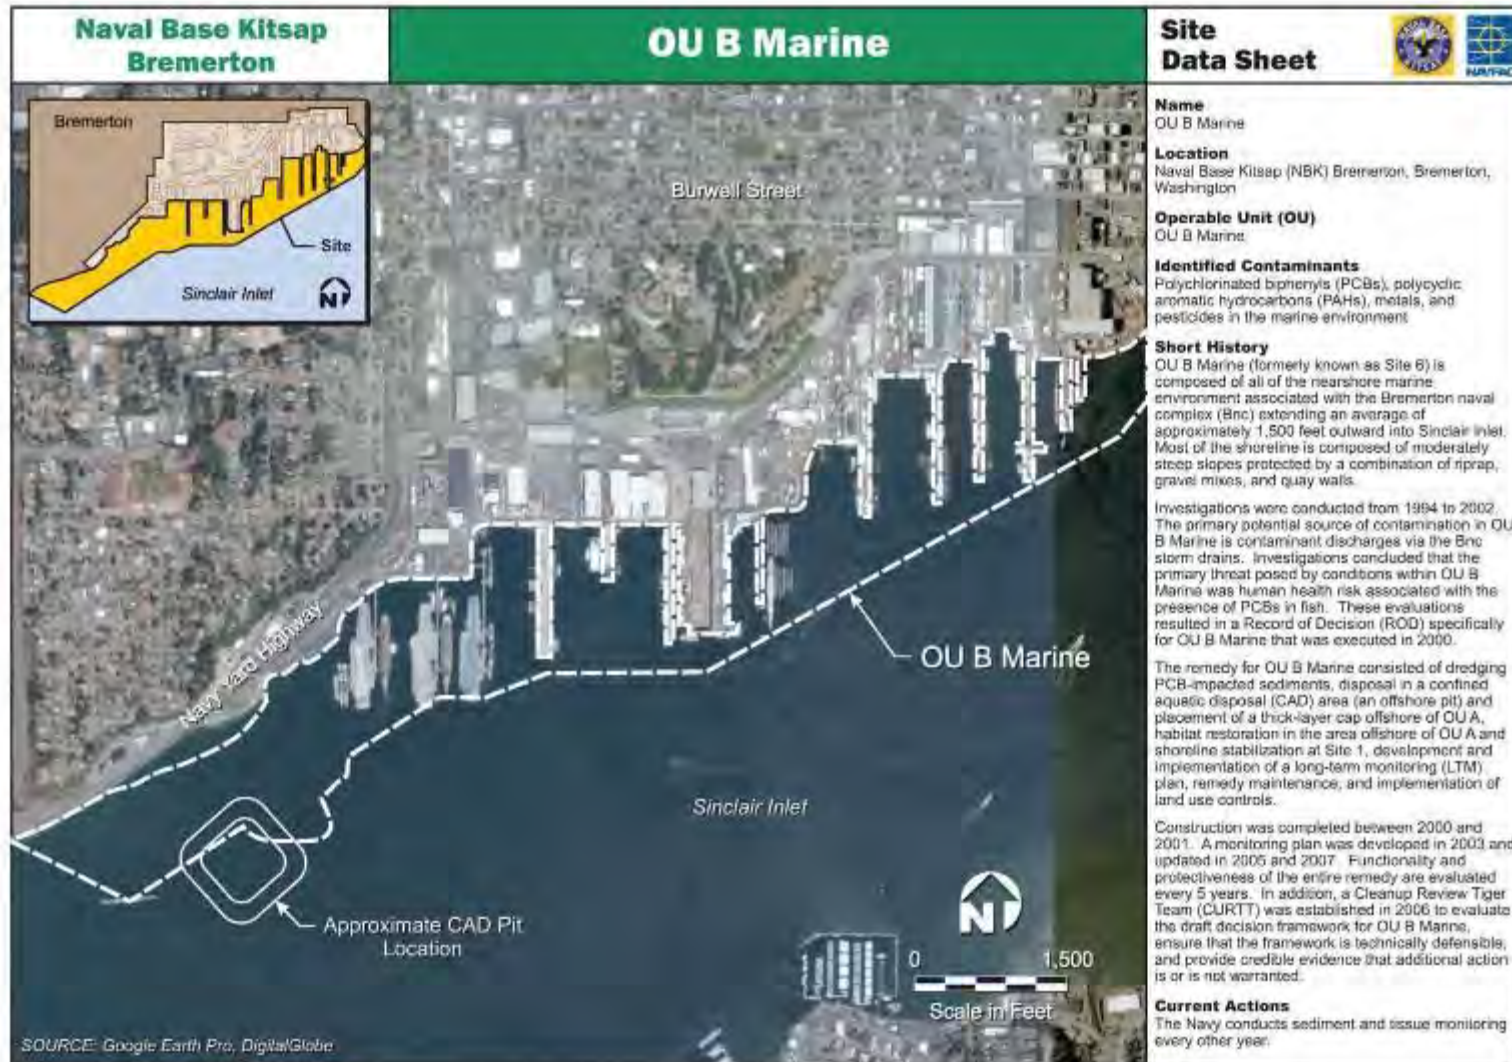 Naval Base Kitsap
Bremerton
OU B Marine
Site
Data Sheet
Bremerton
Site
Sinclair Inlet
N
Burwell Street
Navy Yard Highway
OU B Marine
Sinclair Inlet
Approximate CAD Pit
Location
N
0 1,500
Scale in Feet
SOURCE: Google Earth Pro, DigitalGlobe
Name
OU B Marine
Location
Naval Base Kitsap (NBK) Bremerton, Bremerton,
Washington
Operable Unit (OU)
OU B Marine
Identified Contaminants
Polychlorinated biphenyls (PCBs), polycyclic
aromatic hydrocarbons (PAHs), metals, and
pesticides in the marine environment
Short History
OU B Marine (formerly known as Site 6) is
composed of all of the nearshore marine
environment associated with the Bremerton naval
complex (Bnc) extending an average of
approximately 1,500 feet outward into Sinclair Inlet.
Most of the shoreline is composed of moderately
steep slopes protected by a combination of riprap,
gravel mixes, and quay walls.
Investigations were conducted from 1994 to 2002.
The primary potential source of contamination in OU
B Marine is contaminant discharges via the Bnc
storm drains. Investigations concluded that the
primary threat posed by conditions within OU B
Marine was human health risk associated with the
presence of PCBs in fish. These evaluations
resulted in a Record of Decision (ROD) specifically
for OU B Marine that was executed in 2000.
The remedy for OU B Marine consisted of dredging
PCB-impacted sediments, disposal in a confined
aquatic disposal (CAD) area (an offshore pit) and
placement of a thick-layer cap offshore of OU A,
habitat restoration in the area offshore of OU A and
shoreline stabilization at Site 1, development and
implementation of a long-term monitoring (LTM)
plan, remedy maintenance, and implementation of
land use controls.
Construction was completed between 2000 and
2001. A monitoring plan was developed in 2003 and
updated in 2005 and 2007. Functionality and
protectiveness of the entire remedy are evaluated
every 5 years. In addition, a Cleanup Review Tiger
Team (CURTT) was established in 2006 to evaluate
the draft decision framework for OU B Marine,
ensure that the framework is technically defensible,
and provide credible evidence that additional action
is or is not warranted.
Current Actions
The Navy conducts sediment and tissue monitoring
every other year.